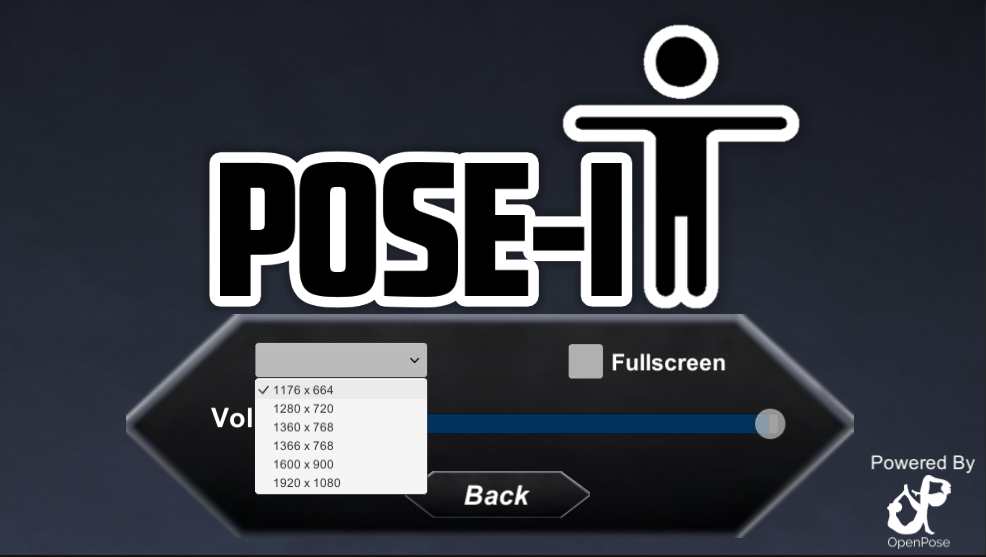 POSE-IT
Fullscreen
1176 x 664
1280 x 720
1360 x 768
1366 x 768
1600 x 900
1920 x 1080
Vol
Back
Powered By
OpenPose